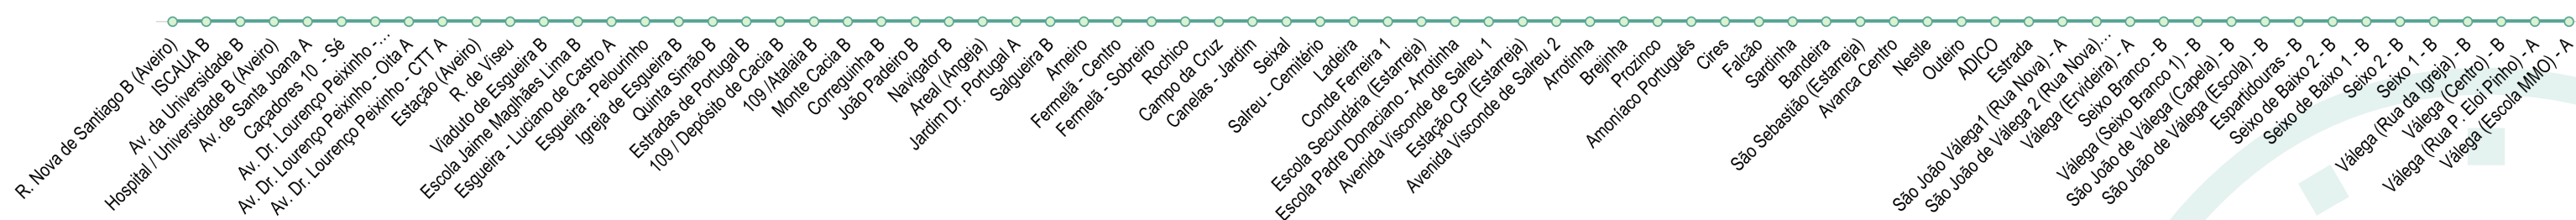 R. Nova de Santiago B (Aveiro)
ISCAUA B
Av. da Universidade B
Hospital / Universidade B (Aveiro)
Av. de Santa Joana A
Caçadores 10 - Sé
Av. Dr. Lourenço Peixinho -...
Av. Dr. Lourenço Peixinho - Oita A
Av. Dr. Lourenço Peixinho - CTT A
Estação (Aveiro)
R. de Viseu
Viaduto de Esgueira B
Escola Jaime Maglhães Lima B
Esgueira - Luciano de Castro A
Esgueira - Pelourinho
Igreja de Esgueira B
Quinta Simão B
Estradas de Portugal B
109 / Depósito de Cacia B
109 /Atalaia B
Monte Cacia B
Correguinha B
João Padeiro B
Navigator B
Areal (Angeja)
Jardim Dr. Portugal A
Salgueira B
Arneiro
Fermelã - Centro
Fermelã - Sobreiro
Rochico
Campo da Cruz
Canelas - Jardim
Seixal
Salreu - Cemitério
Ladeira
Conde Ferreira 1
Escola Secundária (Estarreja)
Escola Padre Donaciano - Arrotinha
Avenida Visconde de Salreu 1
Estação CP (Estarreja)
Avenida Visconde de Salreu 2
Arrotinha
Brejinha
Prozinco
Amoníaco Português
Cires
Falcão
Sardinha
Bandeira
São Sebastião (Estarreja)
Avanca Centro
Nestle
Outeiro
ADICO
Estrada
São João Válega1 (Rua Nova) - A
São João de Válega 2 (Rua Nova)...
Válega (Ervideira) - A
Seixo Branco - B
Válega (Seixo Branco 1) - B
São João de Válega (Capela) - B
São João de Válega (Escola) - B
Espartidouras - B
Seixo de Baixo 2 - B
Seixo de Baixo 1 - B
Seixo 2 - B
Seixo 1 - B
Válega (Rua da Igreja) - B
Válega (Centro) - B
Válega (Rua P. Eloi Pinho) - A
Válega (Escola MMO) - A